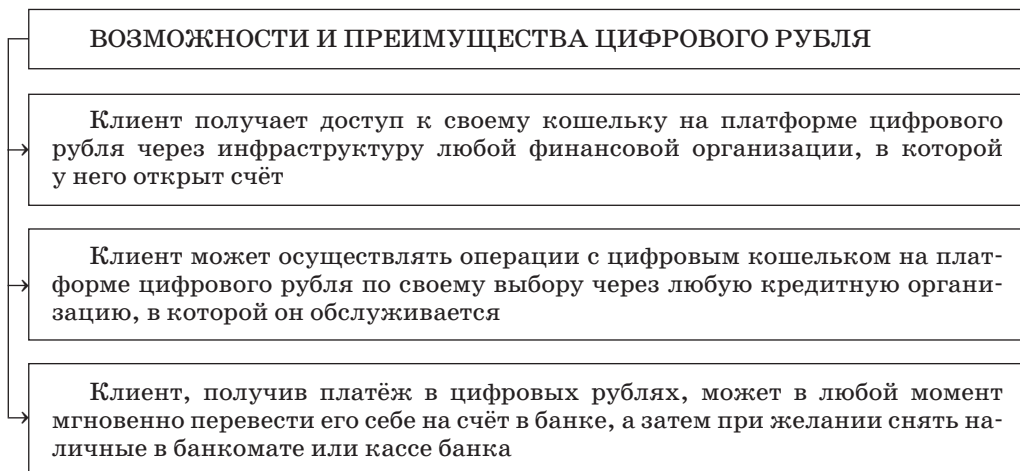 ВОЗМОЖНОСТИ И ПРЕИМУЩЕСТВА ЦИФРОВОГО РУБЛЯ
Клиент получает доступ к своему кошельку на платформе цифрового
рубля через инфраструктуру любой финансовой организации, в которой
у него открыт счёт
Клиент может осуществлять операции с цифровым кошельком на плат-
форме цифрового рубля по своему выбору через любую кредитную органи-
зацию, в которой он обслуживается
Клиент, получив платёж в цифровых рублях, может в любой момент
мгновенно перевести его себе на счёт в банке, а затем при желании снять на-
личные в банкомате или кассе банка